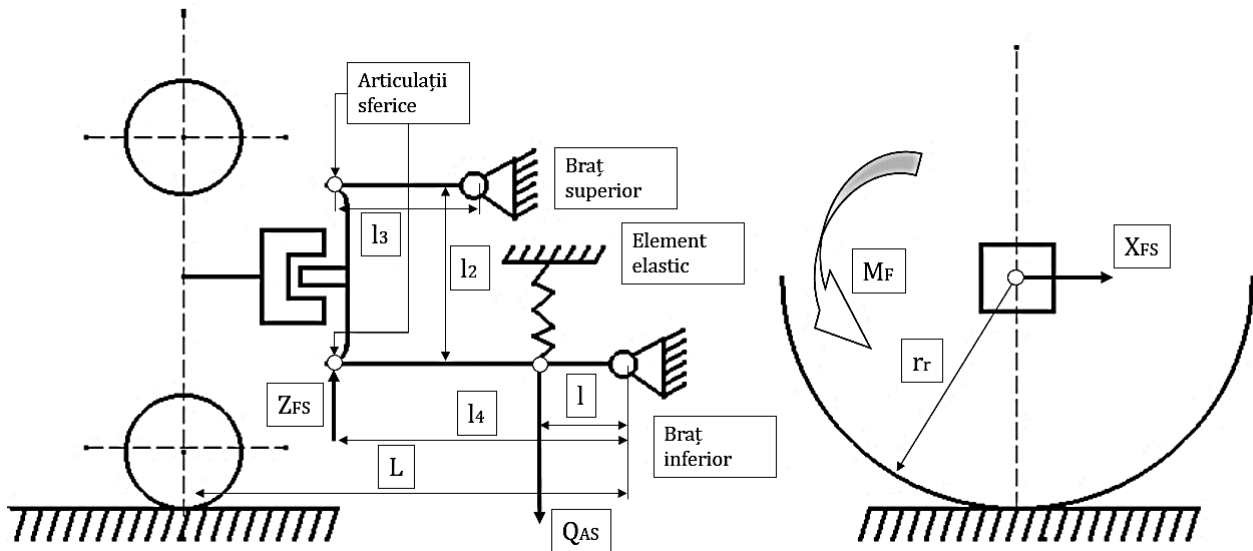 Articulații
sferice
Braț
superior
l3
l2
Element
elastic
MF
XFS
rr
ZFS
l4
l
L
Braț
inferior
QAS